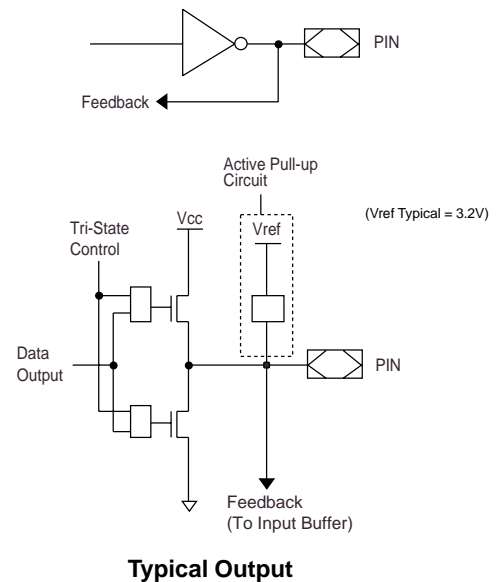 PIN
Feedback
Active Pull-up
Circuit
(Vref Typical = 3.2V)
Vcc
Vref
Tri-State
Control
Data
Output
PIN
Feedback
(To Input Buffer)
Typical Output